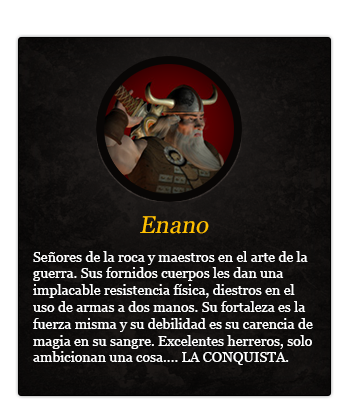 Enano
Señores de la roca y maestros en el arte de la
guerra. Sus fornidos cuerpos les dan una
implacable resistencia física, diestros en el
uso de armas a dos manos. Su fortaleza es la
fuerza misma y su debilidad es su carencia de
magia en su sangre. Excelentes herreros, solo
ambicionan una cosa.... LA CONQUISTA.